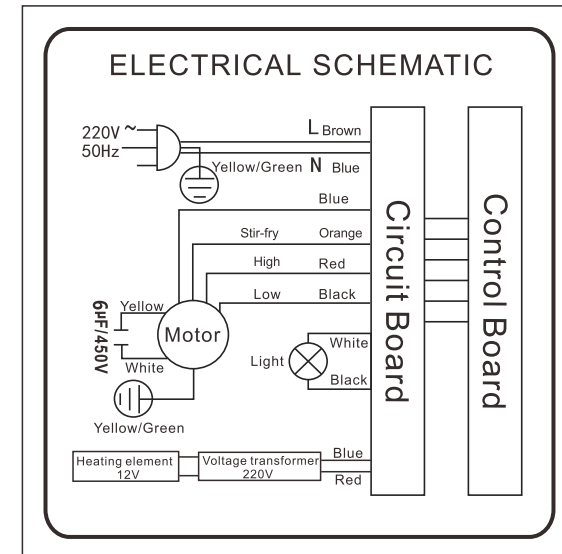 ELECTRICAL SCHEMATIC
220V ~
50Hz
L Brown
Yellow/Green N Blue
Blue
Stir-fry Orange
High Red
Low Black
Yellow
6μF/450V
Motor
White
White
Light
Black
Yellow/Green
Heating element
12V
Voltage transformer
220V
Blue
Red
Circuit Board
Control Board